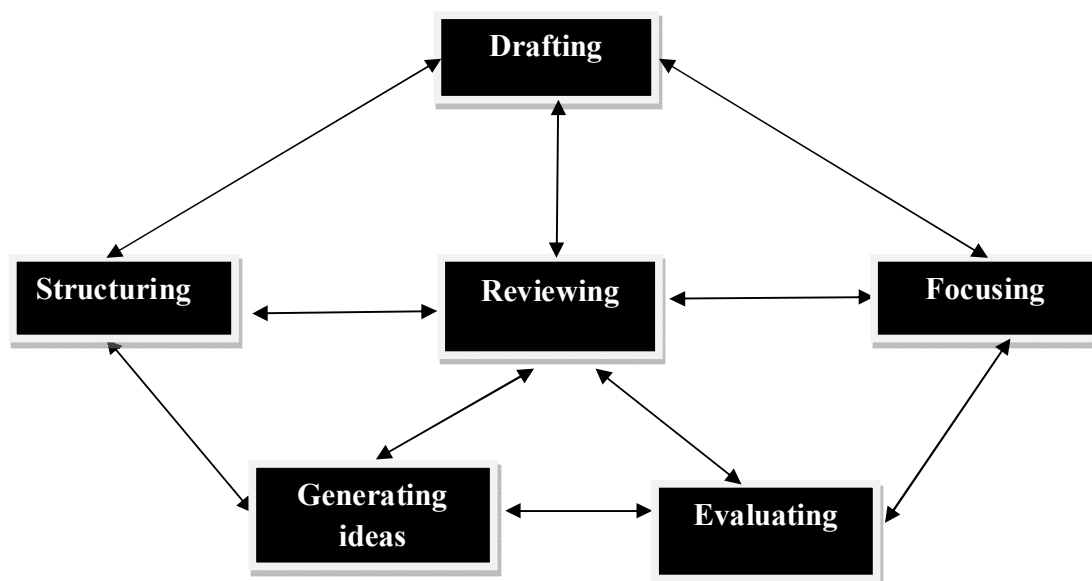 Drafting
Structuring
Reviewing
Focusing
Generating
ideas
Evaluating